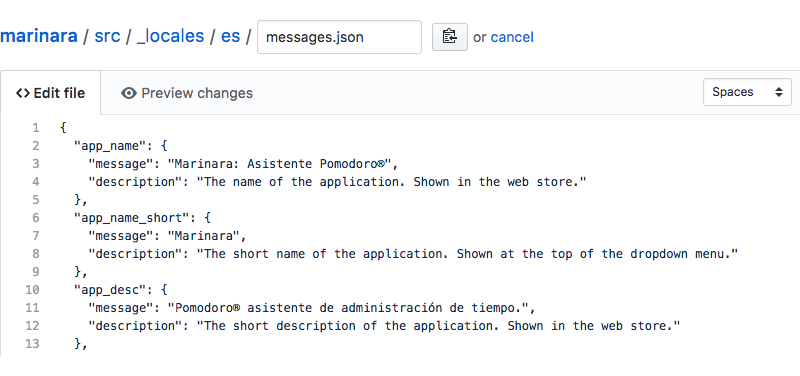 marinara / src / _locales / es / messages.json or cancel
Edit file Preview changes Spaces
1 {
2 "app_name": {
3 "message": "Marinara: Asistente Pomodoro®",
4 "description": "The name of the application. Shown in the web store."
5 },
6 "app_name_short": {
7 "message": "Marinara",
8 "description": "The short name of the application. Shown at the top of the dropdown menu."
9 },
10 "app_desc": {
11 "message": "Pomodoro® asistente de administración de tiempo.",
12 "description": "The short description of the application. Shown in the web store."
13 },